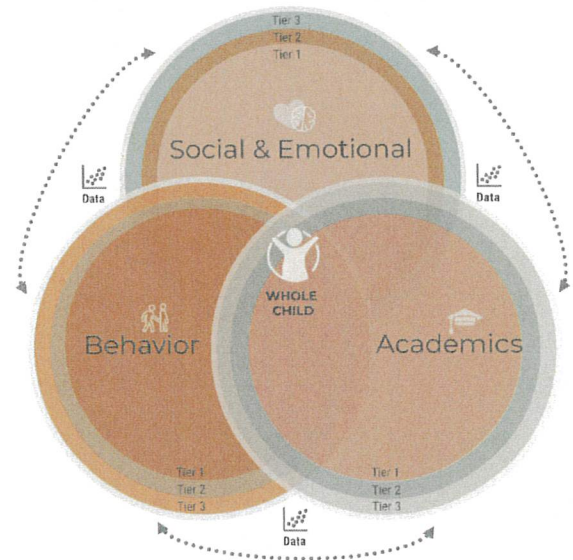 Tier 3
Tier 2
Tier 1
Social & Emotional
Data
Data
WHOLE
CHILD
Behavior
Academics
Tier 1
Tier 2
Tier 3
Tier 1
Tier 2
Tier 3
Data